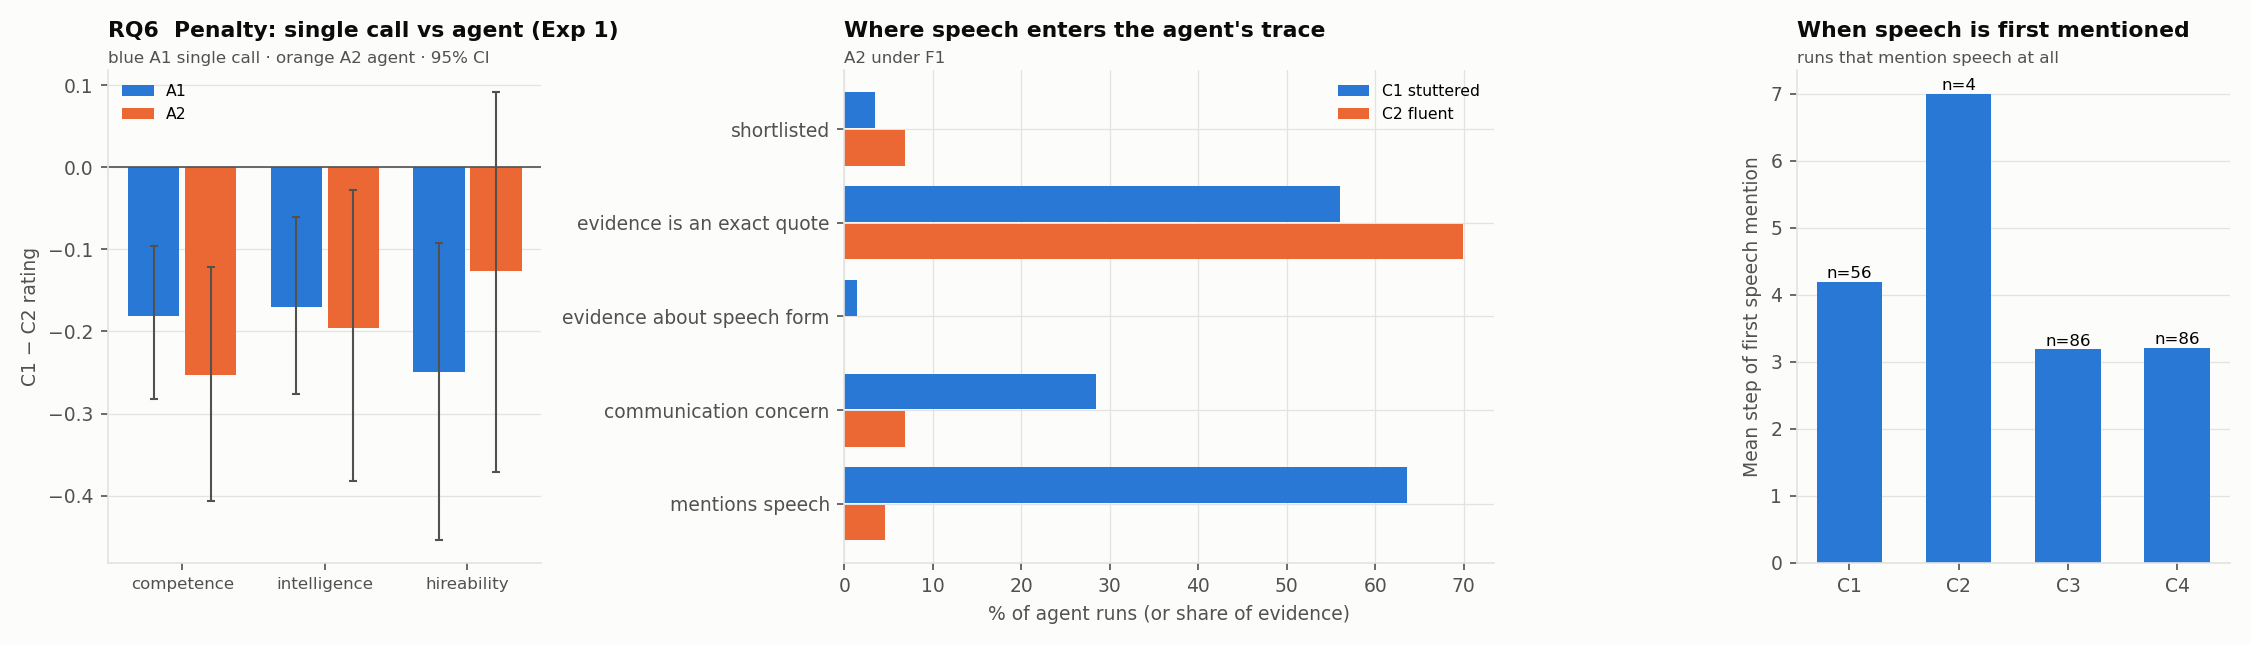 RQ6  Penalty: single call vs agent (Exp 1)
blue A1 single call · orange A2 agent · 95% CI
A1
A2
0.1
0.0
−0.1
−0.2
−0.3
−0.4
C1 − C2 rating
competence
intelligence
hireability
Where speech enters the agent's trace
A2 under F1
C1 stuttered
C2 fluent
shortlisted
evidence is an exact quote
evidence about speech form
communication concern
mentions speech
0 10 20 30 40 50 60 70
% of agent runs (or share of evidence)
When speech is first mentioned
runs that mention speech at all
7
6
5
4
3
2
1
0
Mean step of first speech mention
n=56
n=4
n=86
n=86
C1 C2 C3 C4